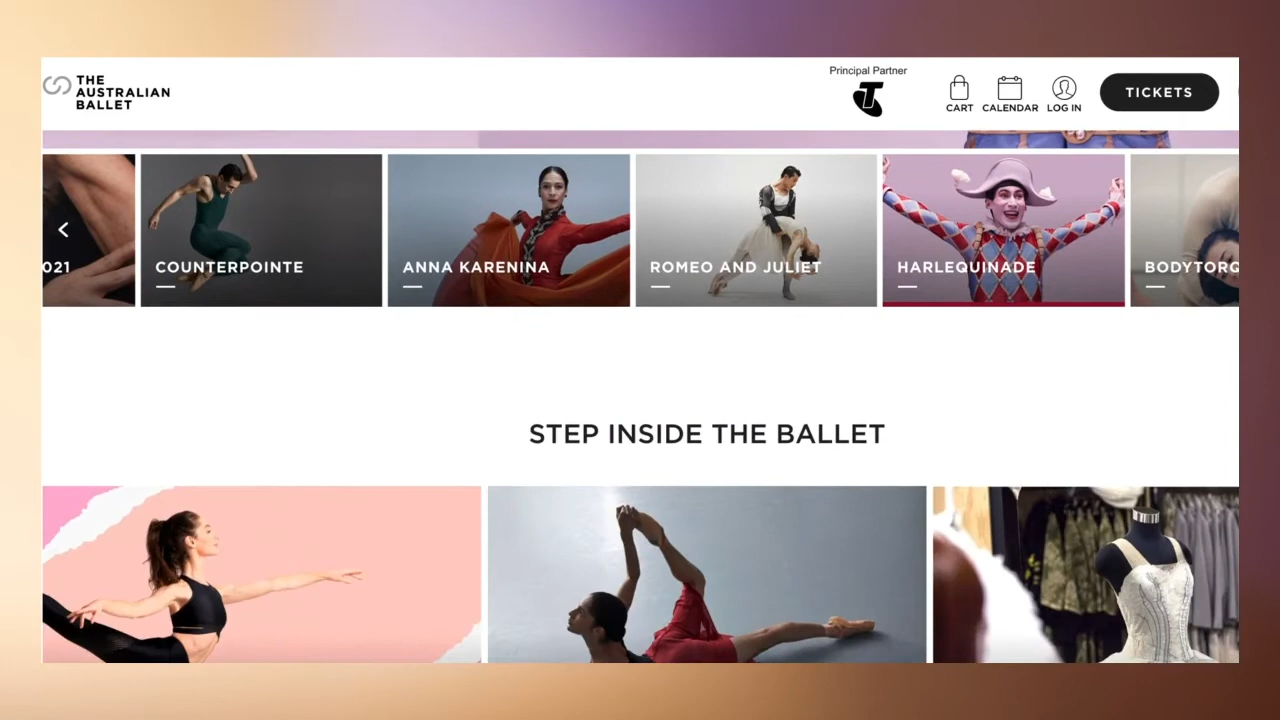 THE
AUSTRALIAN
BALLET
Principal Partner
T
CART
CALENDAR
LOG IN
TICKETS
021
COUNTERPOINTE
ANNA KARENINA
ROMEO AND JULIET
HARLEQUINADE
BODYTORQ
STEP INSIDE THE BALLET